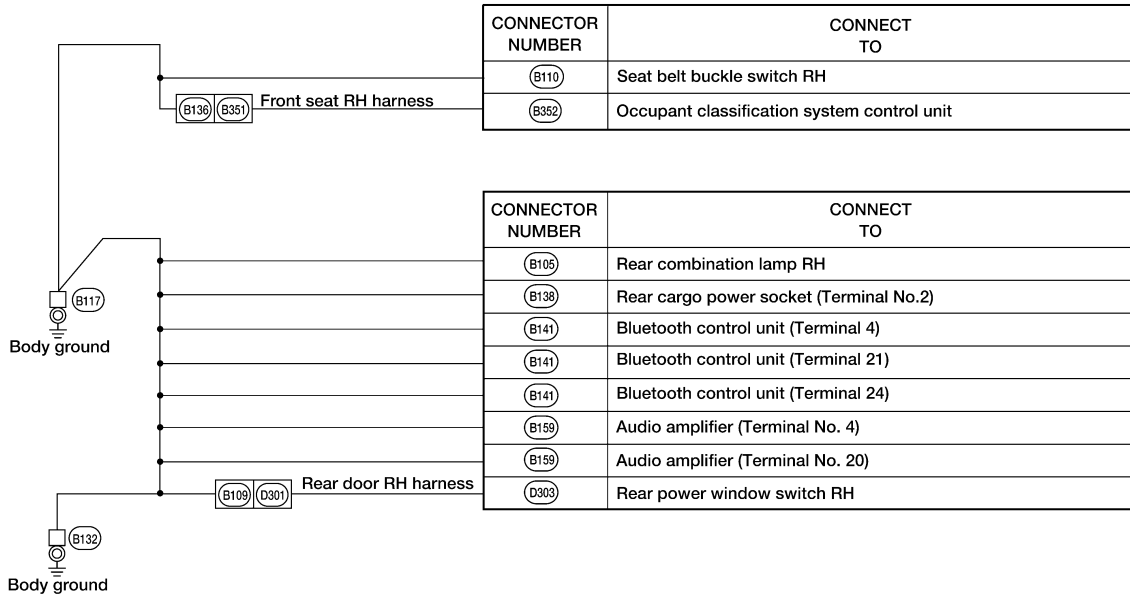 CONNECTOR NUMBER CONNECT TO
B110 Seat belt buckle switch RH
B136 B351 Front seat RH harness B352 Occupant classification system control unit
CONNECTOR NUMBER CONNECT TO
B105 Rear combination lamp RH
B138 Rear cargo power socket (Terminal No.2)
B117
Body ground
B141 Bluetooth control unit (Terminal 4)
B141 Bluetooth control unit (Terminal 21)
B141 Bluetooth control unit (Terminal 24)
B159 Audio amplifier (Terminal No. 4)
B159 Audio amplifier (Terminal No. 20)
B109 D301 Rear door RH harness D303 Rear power window switch RH
B132
Body ground